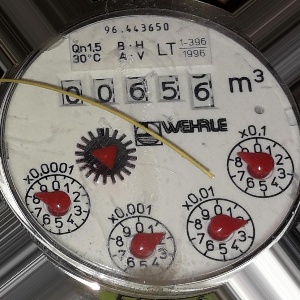 96.443650
Qn1,5 B·H LT 1-396
30°C A·V 1996
00656 m³
WEHRLE
x0,1
x0,0001
x0,01
x0,001